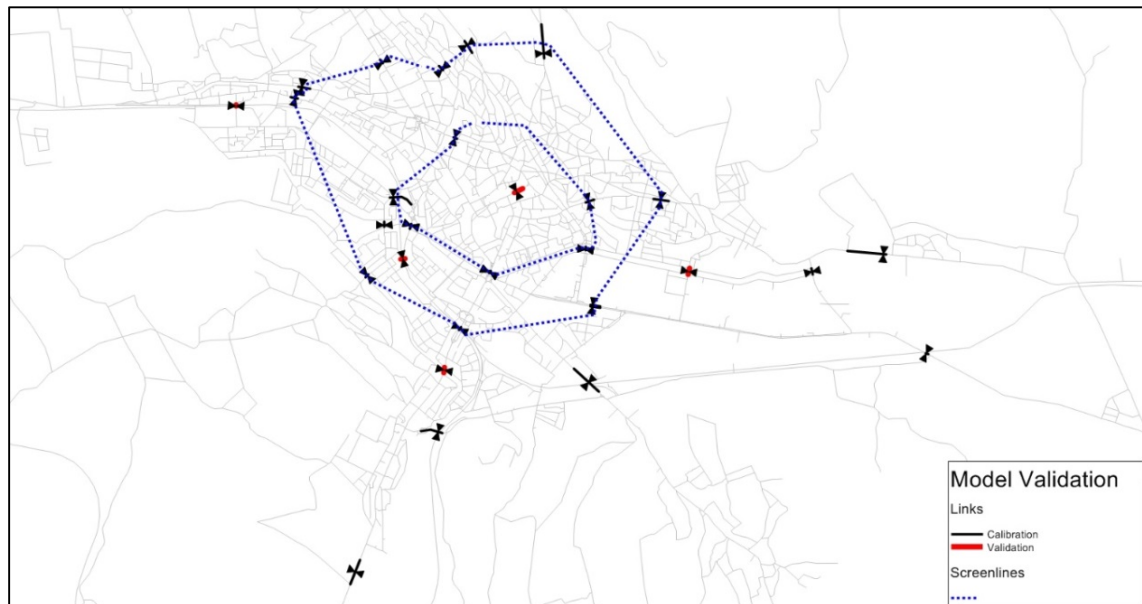 Model Validation
Links
Calibration
Validation
Screenlines